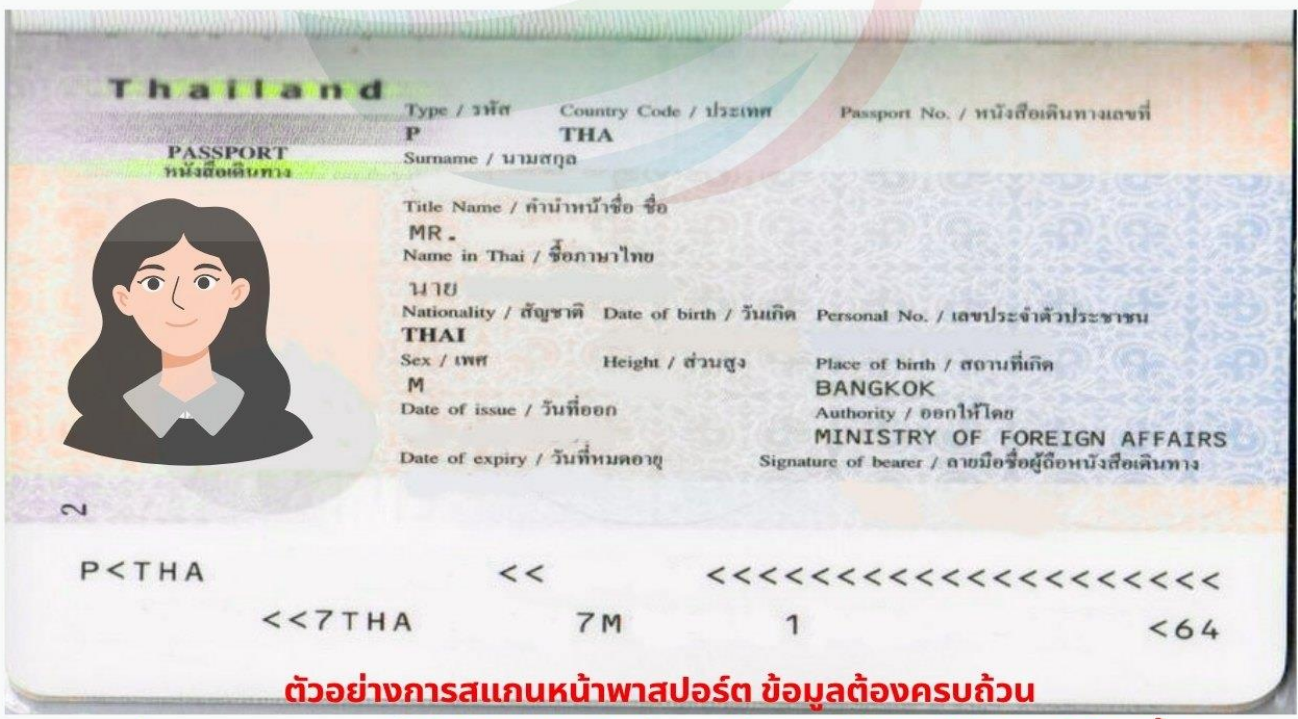 Thailand
PASSPORT
หนังสือเดินทาง
Type / รหัส Country Code / ประเทศ Passport No. / หนังสือเดินทางเลขที่
P THA
Surname / นามสกุล
Title Name / คำนำหน้าชื่อ ชื่อ
MR.
Name in Thai / ชื่อภาษาไทย
นาย
Nationality / สัญชาติ Date of birth / วันเกิด Personal No. / เลขประจำตัวประชาชน
THAI
Sex / เพศ Height / ส่วนสูง Place of birth / สถานที่เกิด
M BANGKOK
Date of issue / วันที่ออก Authority / ออกให้โดย
MINISTRY OF FOREIGN AFFAIRS
Date of expiry / วันที่หมดอายุ Signature of bearer / ลายมือชื่อผู้ถือหนังสือเดินทาง
2
P<THA << <<<<<<<<<<<<<<<<<<<<
<<7THA 7M 1 <64
ตัวอย่างการสแกนหน้าพาสปอร์ต ข้อมูลต้องครบถ้วน